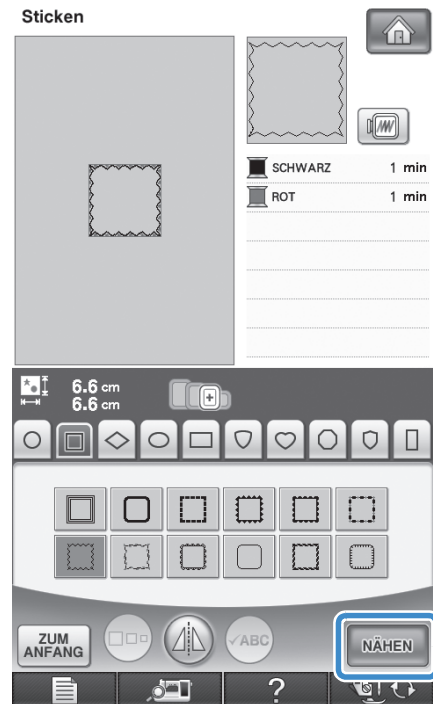 Sticken
SCHWARZ 1 min
ROT 1 min
6.6 cm
6.6 cm
ZUM
ANFANG
ABC
NÄHEN
?